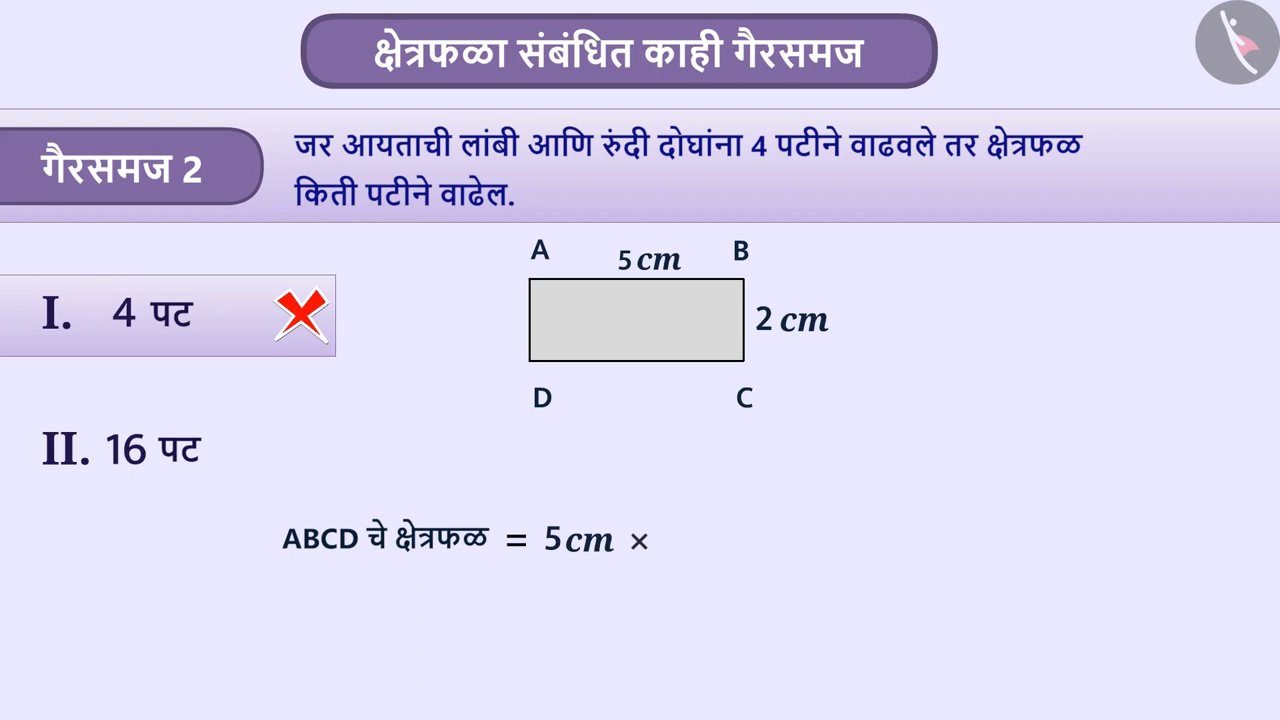 क्षेत्रफळा संबंधित काही गैरसमज
गैरसमज 2
जर आयताची लांबी आणि रुंदी दोघांना 4 पटीने वाढवले तर क्षेत्रफळ
किती पटीने वाढेल.
A 5 cm B
I. 4 पट
2 cm
D C
II. 16 पट
ABCD चे क्षेत्रफळ = 5 cm ×